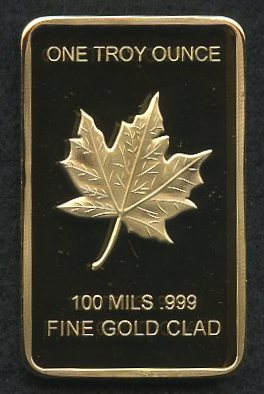 ONE TROY OUNCE
100 MILS .999
FINE GOLD CLAD